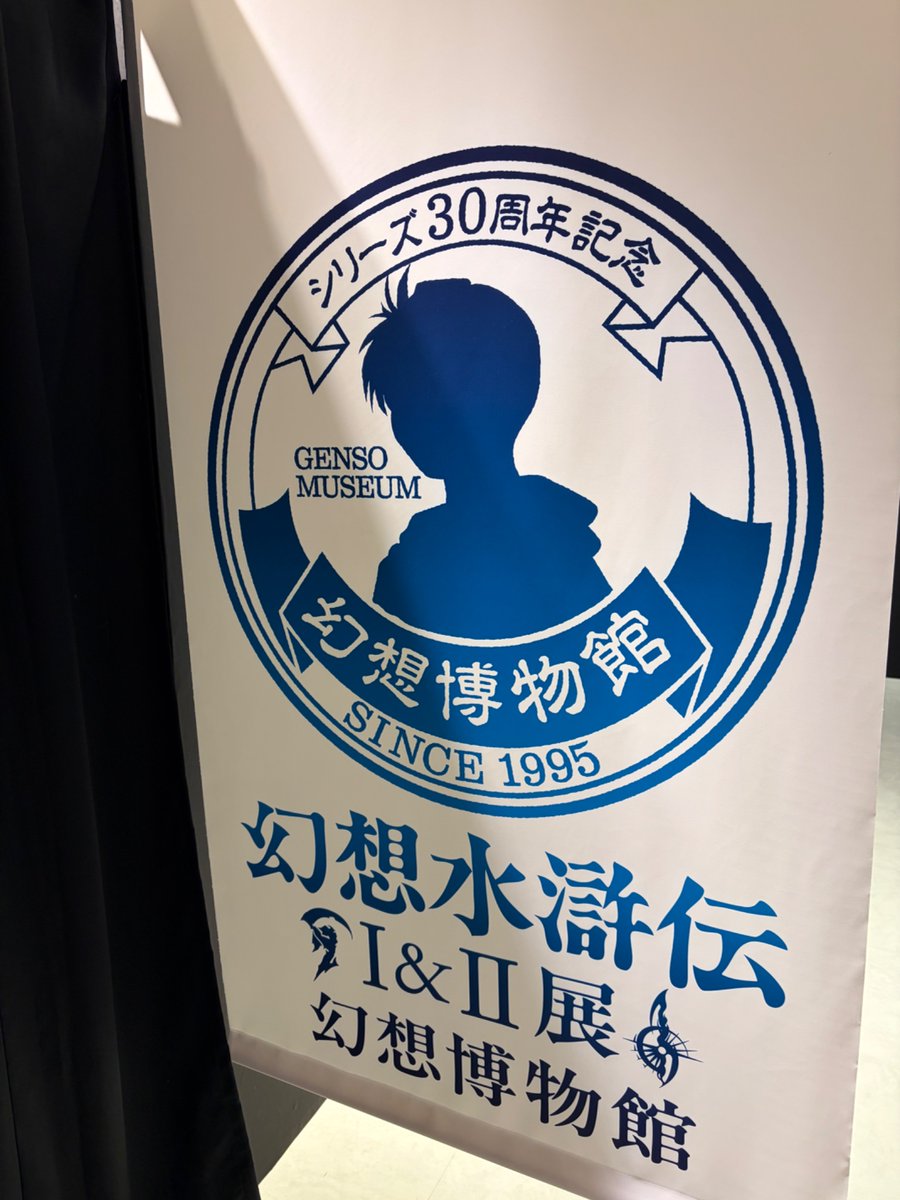 シリーズ30周年記念
GENSO
MUSEUM
幻想博物館
SINCE 1995
幻想水滸伝
I&II展
幻想博物館